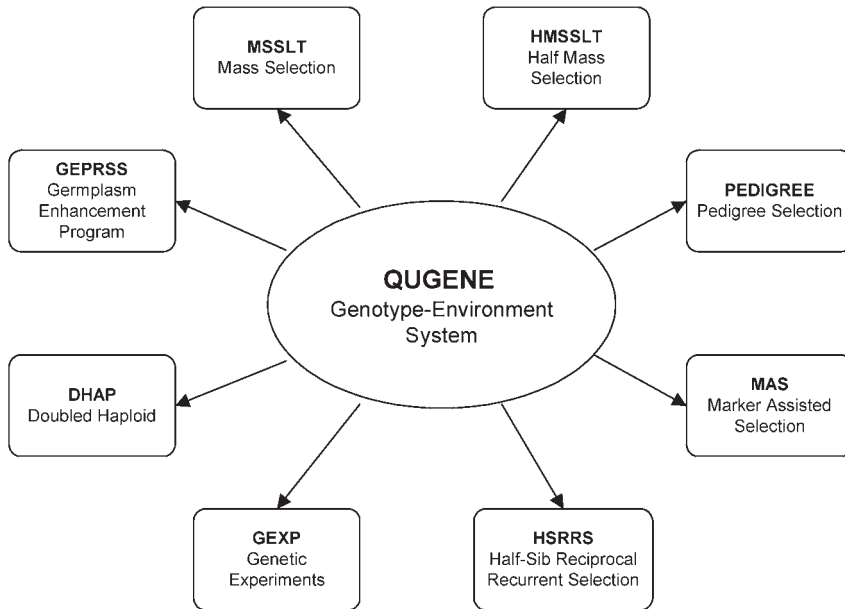 MSSLT
Mass Selection
HMSSLT
Half Mass
Selection
GEPRSS
Germplasm
Enhancement
Program
PEDIGREE
Pedigree Selection
QUGENE
Genotype-Environment
System
DHAP
Doubled Haploid
MAS
Marker Assisted
Selection
GEXP
Genetic
Experiments
HSRRS
Half-Sib Reciprocal
Recurrent Selection